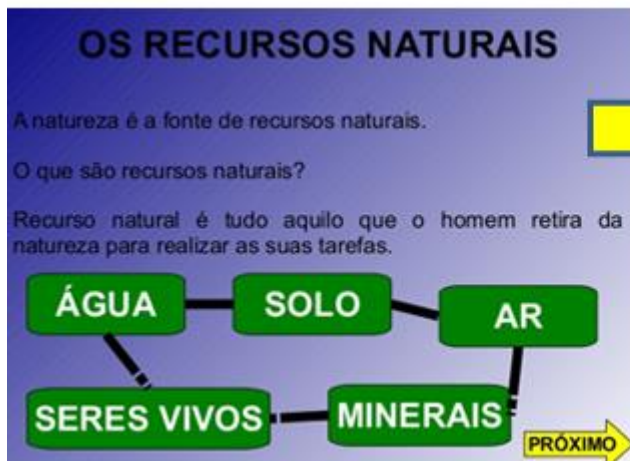 OS RECURSOS NATURAIS
A natureza é a fonte de recursos naturais.
O que são recursos naturais?
Recurso natural é tudo aquilo que o homem retira da
natureza para realizar as suas tarefas.
ÁGUA
SOLO
AR
SERES VIVOS
MINERAIS
PRÓXIMO